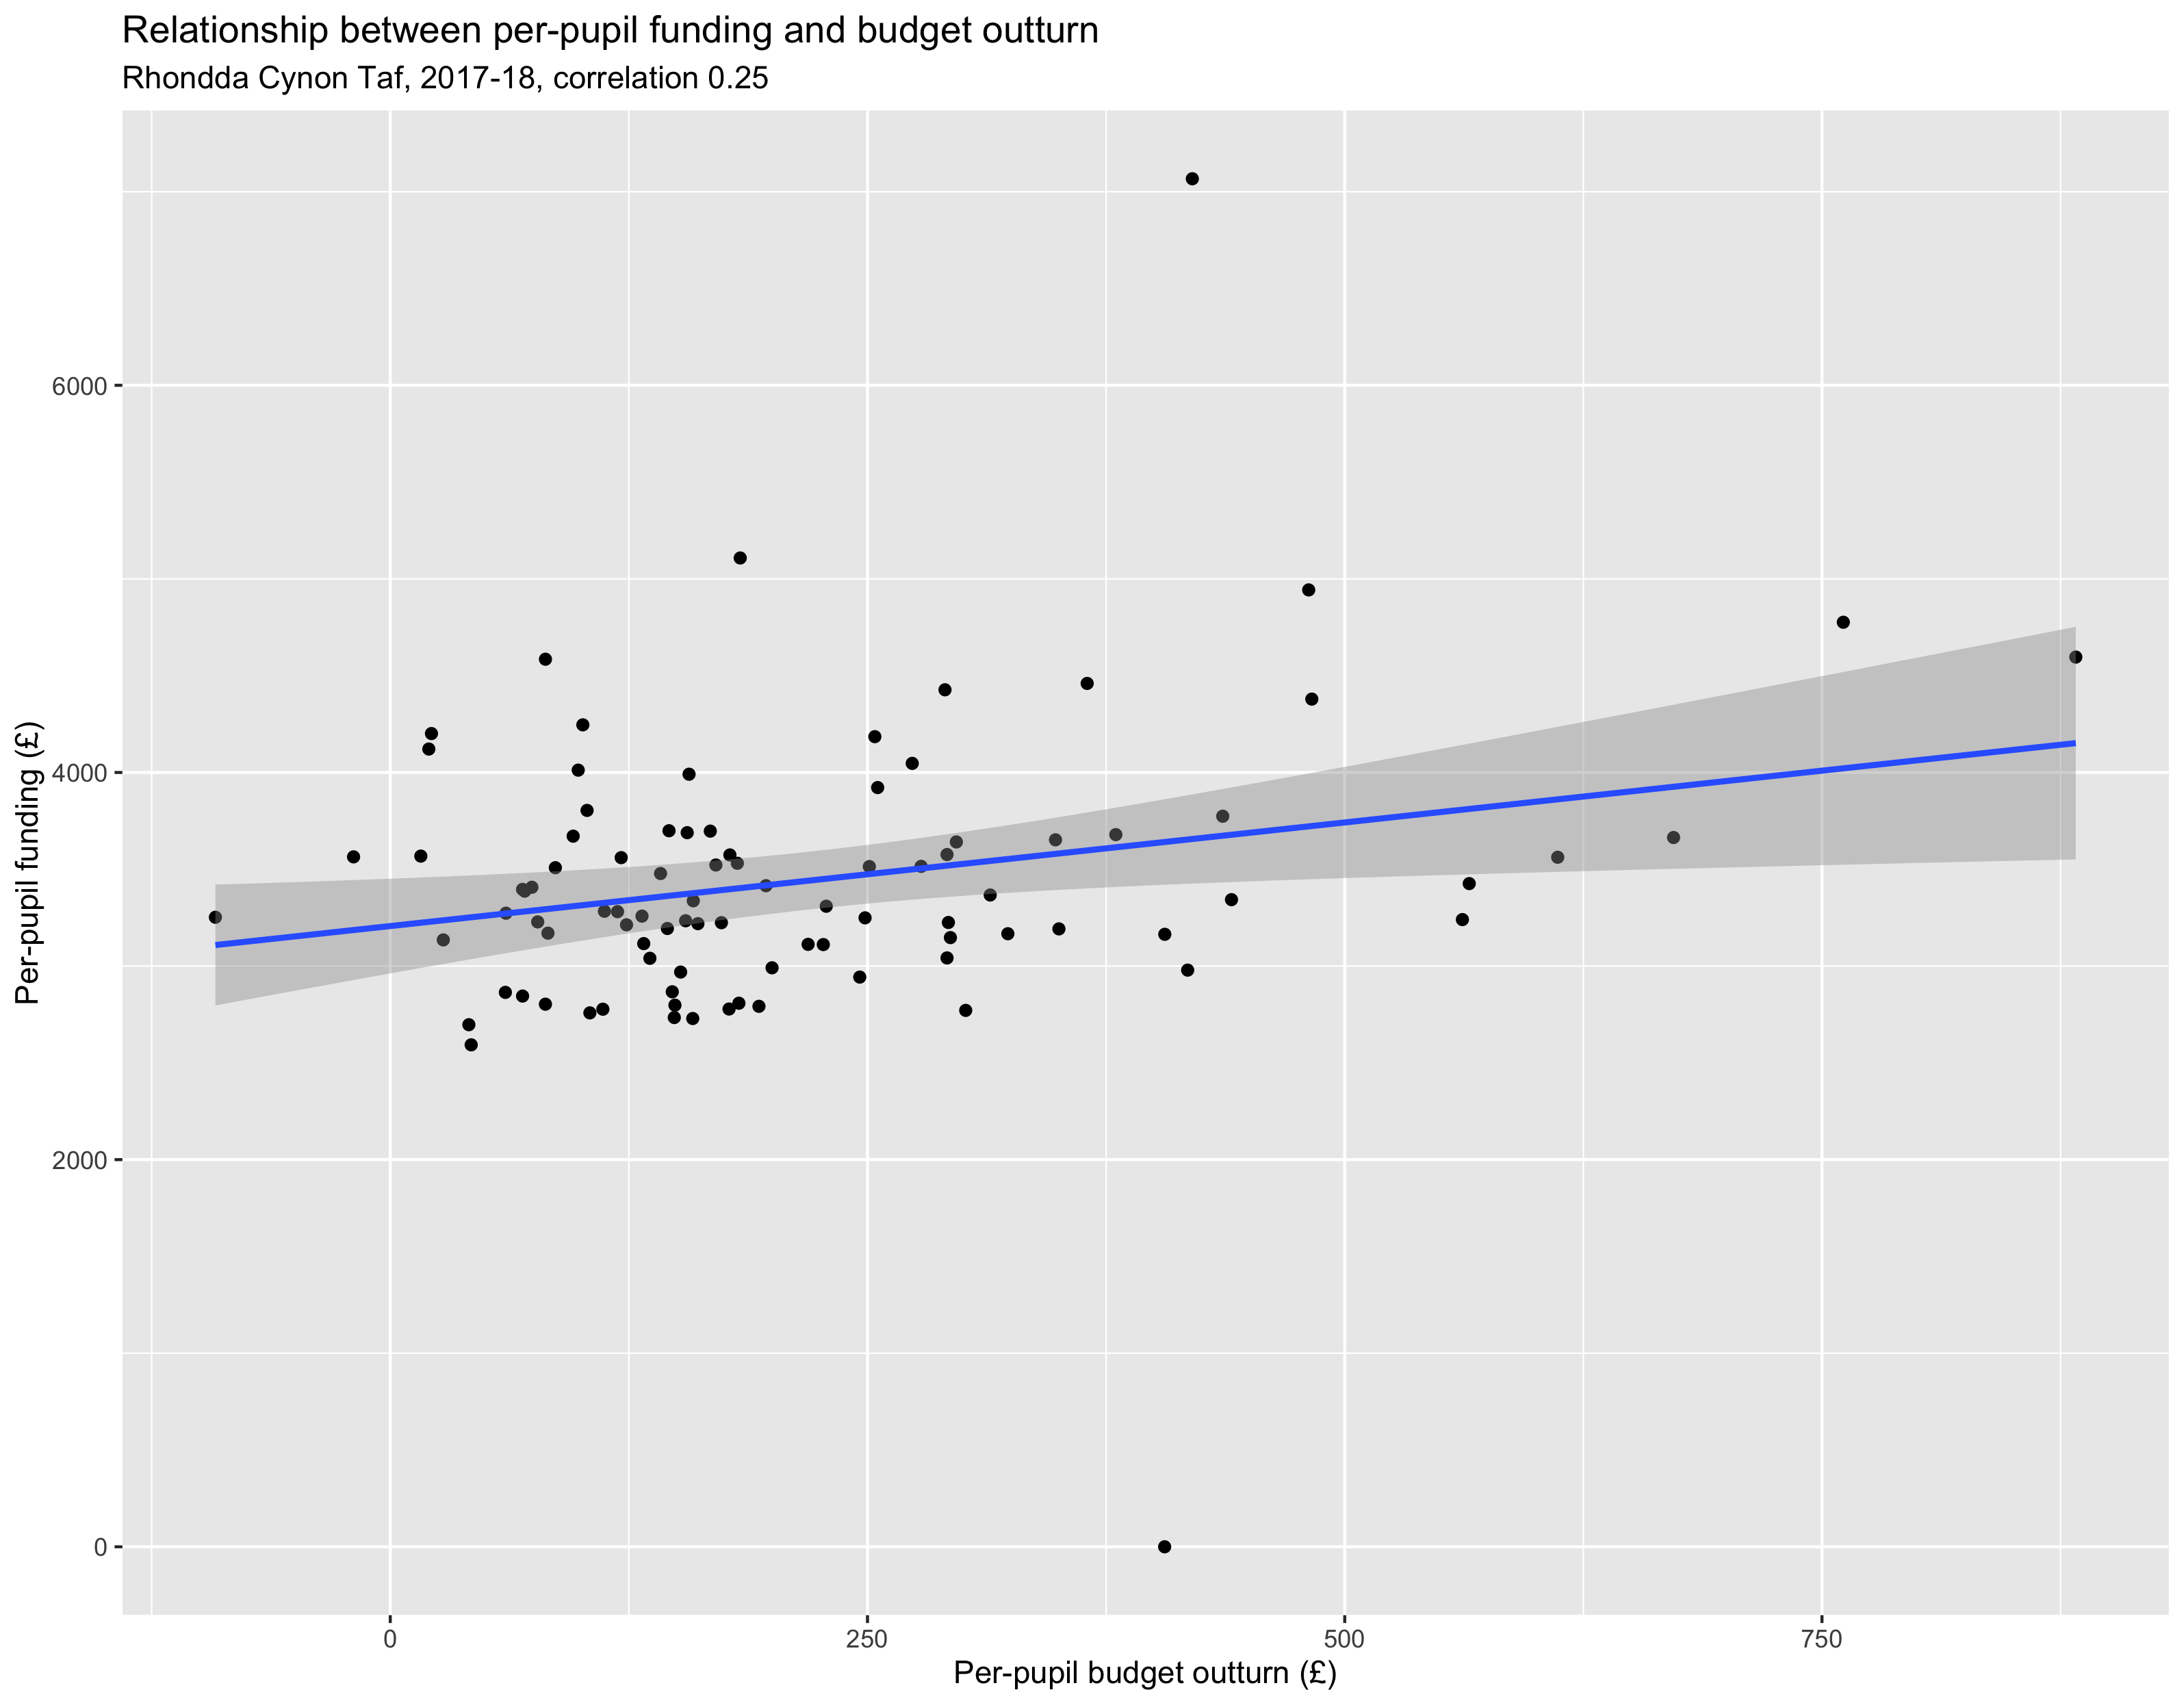 Relationship between per-pupil funding and budget outturn
Rhondda Cynon Taf, 2017-18, correlation 0.25
Per-pupil funding (£)
6000
4000
2000
0
0
250
500
750
Per-pupil budget outturn (£)